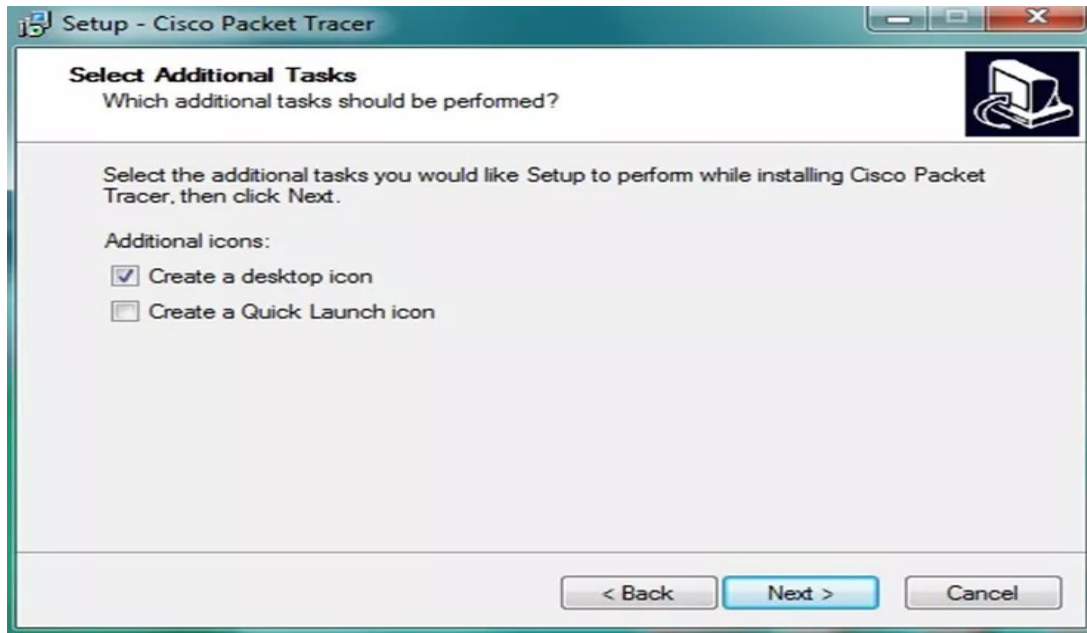 Setup - Cisco Packet Tracer
Select Additional Tasks
Which additional tasks should be performed?
Select the additional tasks you would like Setup to perform while installing Cisco Packet
Tracer, then click Next.
Additional icons:
Create a desktop icon
Create a Quick Launch icon
< Back
Next >
Cancel